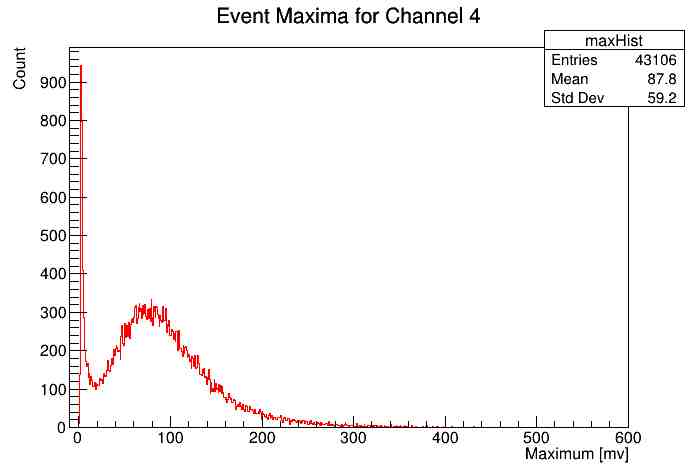 Event Maxima for Channel 4
maxHist
Entries 43106
Mean 87.8
Std Dev 59.2
Count
900
800
700
600
500
400
300
200
100
0
0 100 200 300 400 500 600
Maximum [mv]